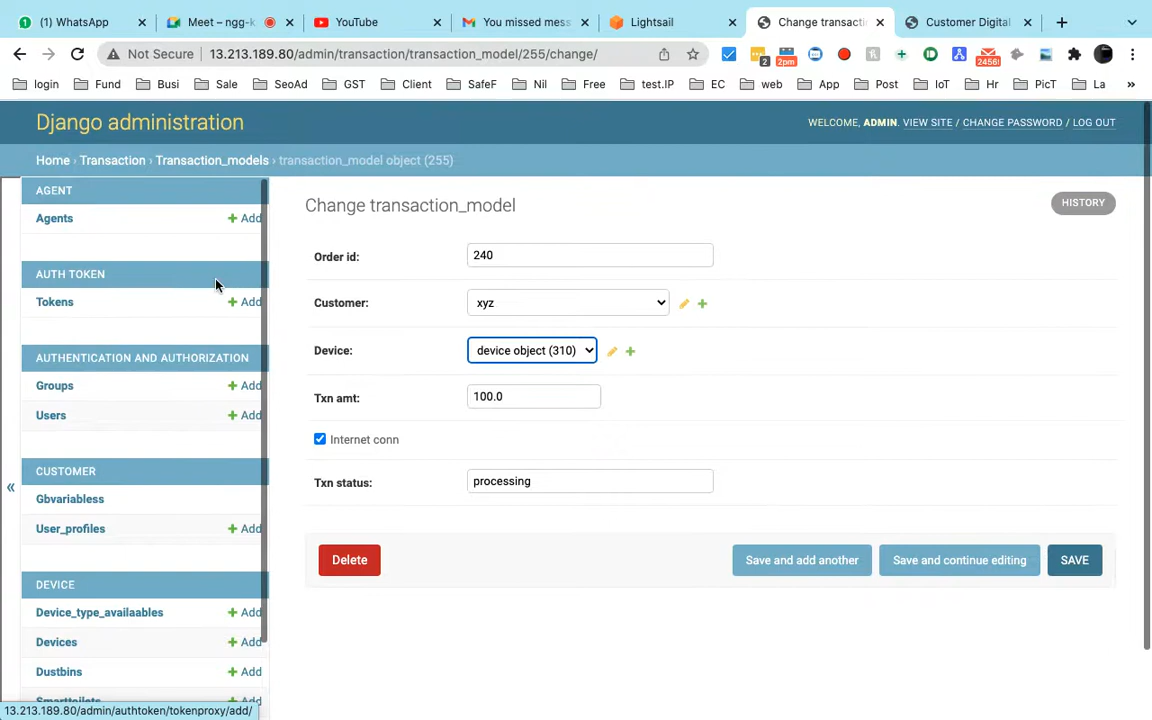 (1) WhatsApp
Meet – ngg-k
YouTube
You missed mess
Lightsail
Change transacti
Customer Digital
Not Secure
13.213.189.80/admin/transaction/transaction_model/255/change/
2
2pm
login
Fund
Busi
Sale
SeoAd
GST
Client
SafeF
Nil
Free
test.IP
EC
web
App
Post
IoT
Hr
PicT
La
»
Django administration
WELCOME, ADMIN. VIEW SITE / CHANGE PASSWORD / LOG OUT
Home › Transaction › Transaction_models › transaction_model object (255)
AGENT
Agents
+ Add
AUTH TOKEN
Tokens
+ Add
AUTHENTICATION AND AUTHORIZATION
Groups
+ Add
Users
+ Add
CUSTOMER
Gbvariabless
User_profiles
+ Add
DEVICE
Device_type_availaables
+ Add
Devices
+ Add
Dustbins
+ Add
Smarttoilets
«
Change transaction_model
HISTORY
Order id:
240
Customer:
xyz
Device:
device object (310)
Txn amt:
100.0
Internet conn
Txn status:
processing
Delete
Save and add another
Save and continue editing
SAVE
13.213.189.80/admin/authtoken/tokenproxy/add/